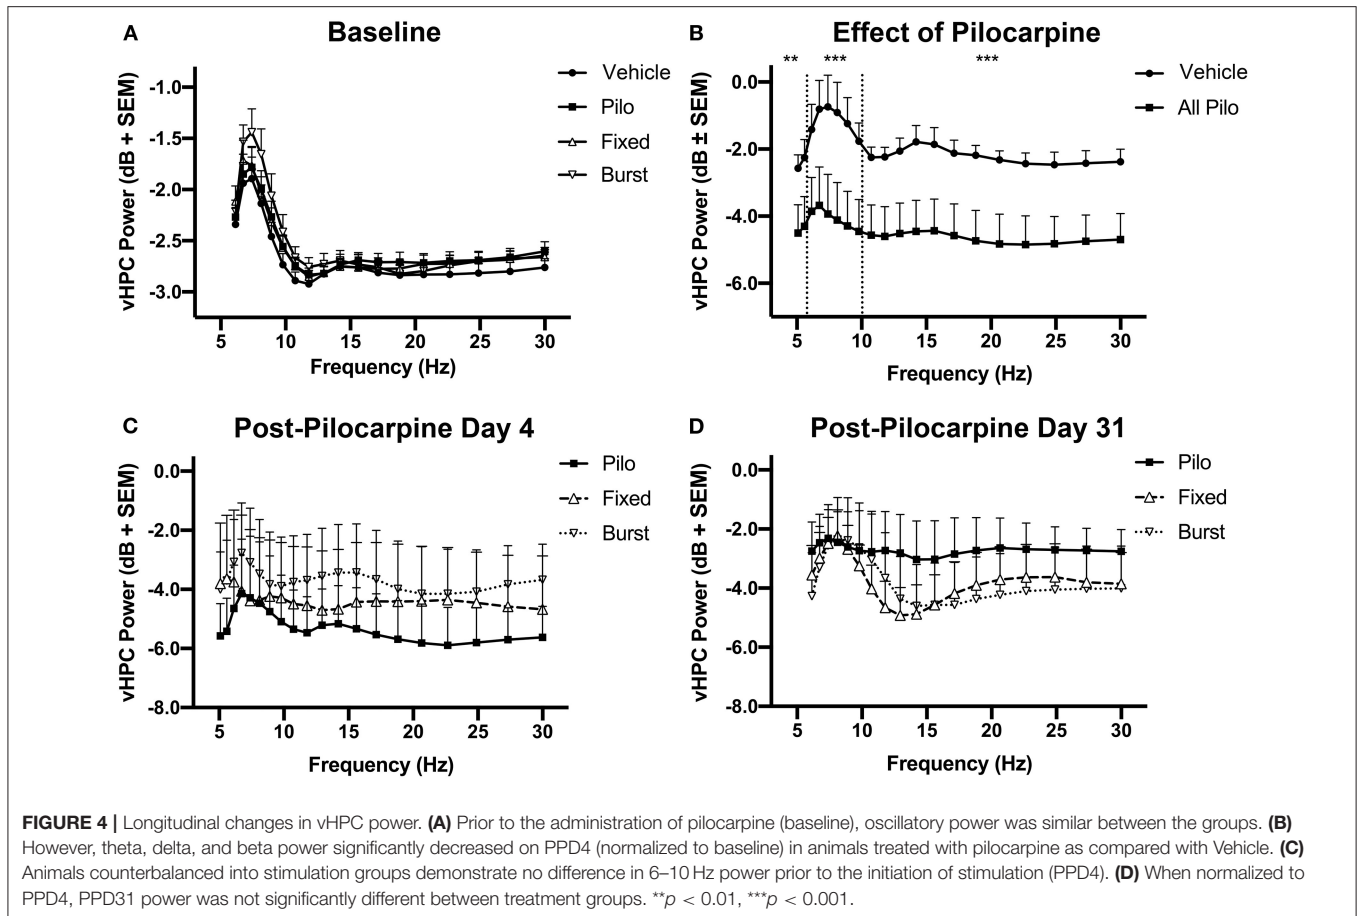 A
Baseline
vHPC Power (dB + SEM)
-1.0
-1.5
-2.0
-2.5
-3.0
5 10 15 20 25 30
Frequency (Hz)
Vehicle
Pilo
Fixed
Burst
B
Effect of Pilocarpine
** *** ***
vHPC Power (dB ± SEM)
0.0
-2.0
-4.0
-6.0
5 10 15 20 25 30
Frequency (Hz)
Vehicle
All Pilo
C
Post-Pilocarpine Day 4
vHPC Power (dB + SEM)
0.0
-2.0
-4.0
-6.0
-8.0
5 10 15 20 25 30
Frequency (Hz)
Pilo
Fixed
Burst
D
Post-Pilocarpine Day 31
vHPC Power (dB + SEM)
0.0
-2.0
-4.0
-6.0
-8.0
5 10 15 20 25 30
Frequency (Hz)
Pilo
Fixed
Burst
FIGURE 4 | Longitudinal changes in vHPC power. (A) Prior to the administration of pilocarpine (baseline), oscillatory power was similar between the groups. (B)
However, theta, delta, and beta power significantly decreased on PPD4 (normalized to baseline) in animals treated with pilocarpine as compared with Vehicle. (C)
Animals counterbalanced into stimulation groups demonstrate no difference in 6–10 Hz power prior to the initiation of stimulation (PPD4). (D) When normalized to
PPD4, PPD31 power was not significantly different between treatment groups. **p < 0.01, ***p < 0.001.